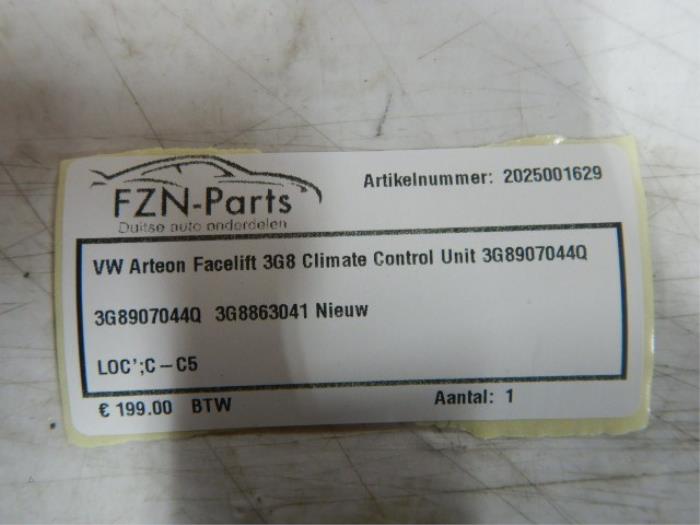 FZN-Parts
Duitse auto onderdelen
Artikelnummer: 2025001629
VW Arteon Facelift 3G8 Climate Control Unit 3G8907044Q
3G8907044Q 3G8863041 Nieuw
LOC';C-C5
€ 199.00 BTW
Aantal: 1